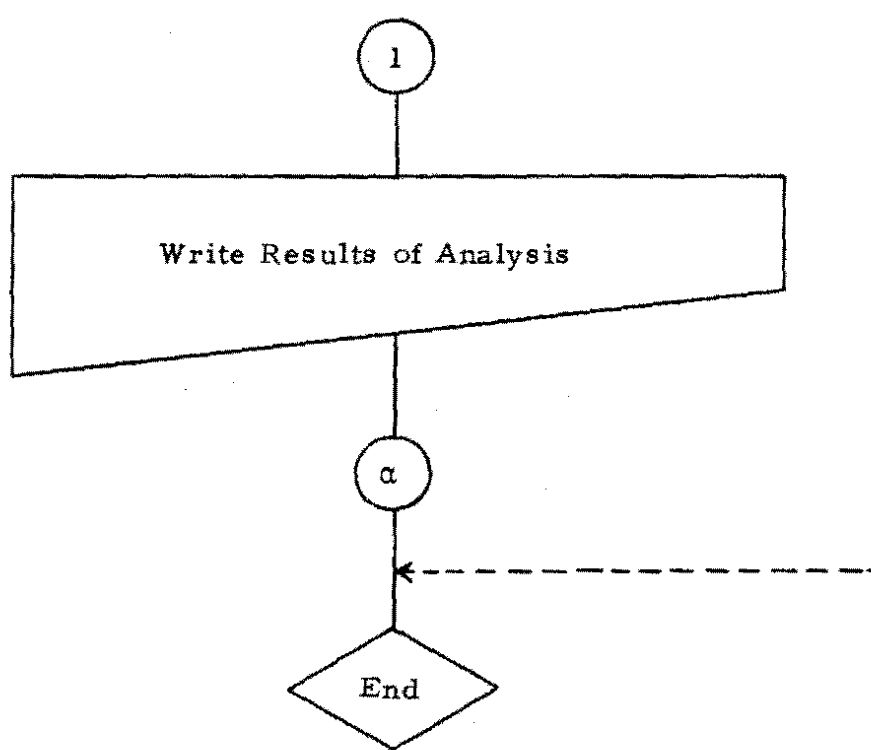 1
Write Results of Analysis
α
End